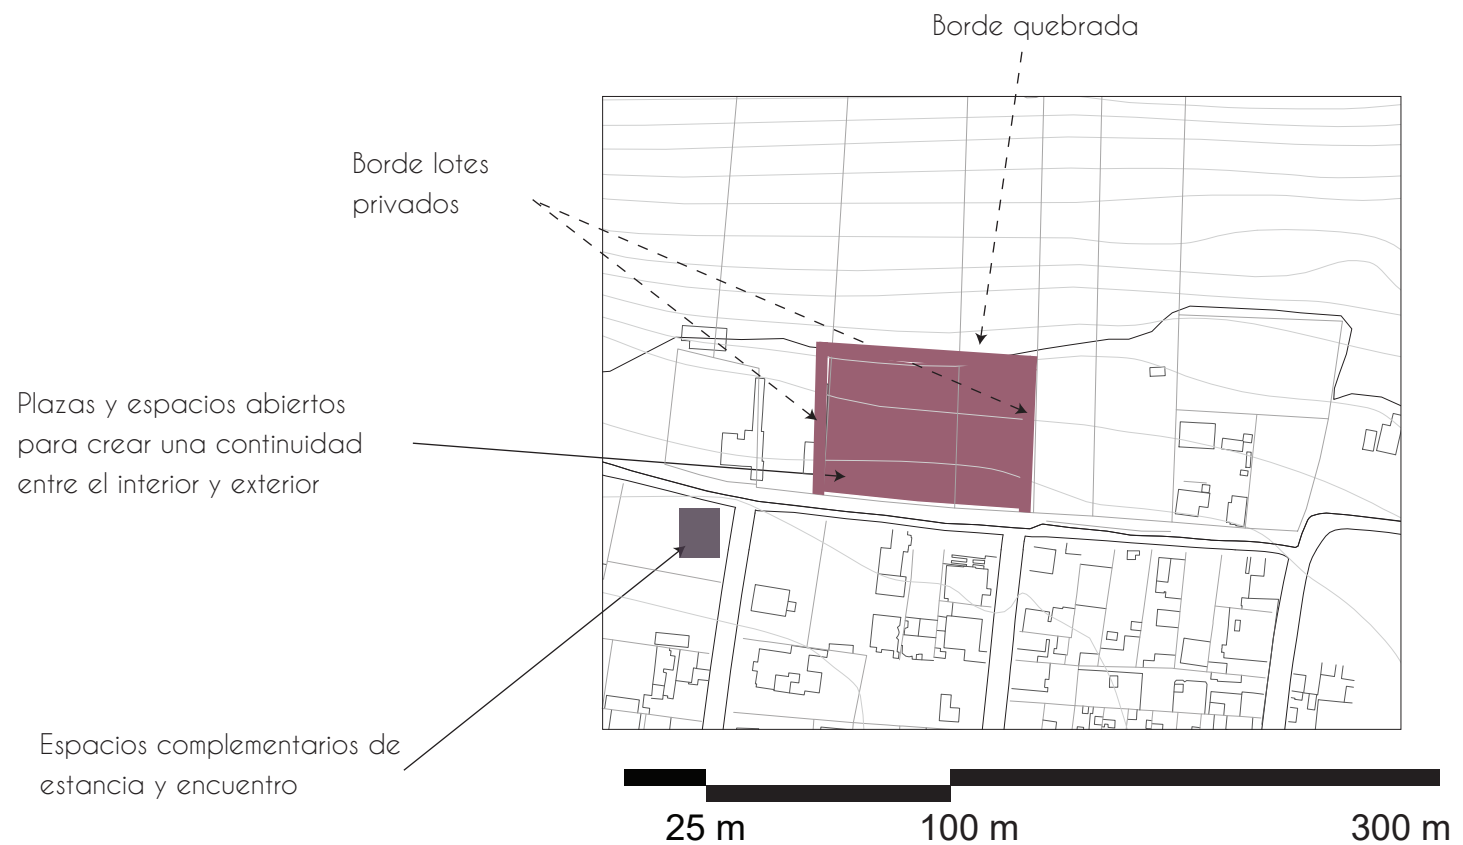 Borde quebrada
Borde lotes
privados
Plazas y espacios abiertos
para crear una continuidad
entre el interior y exterior
Espacios complementarios de
estancia y encuentro
25 m
100 m
300 m